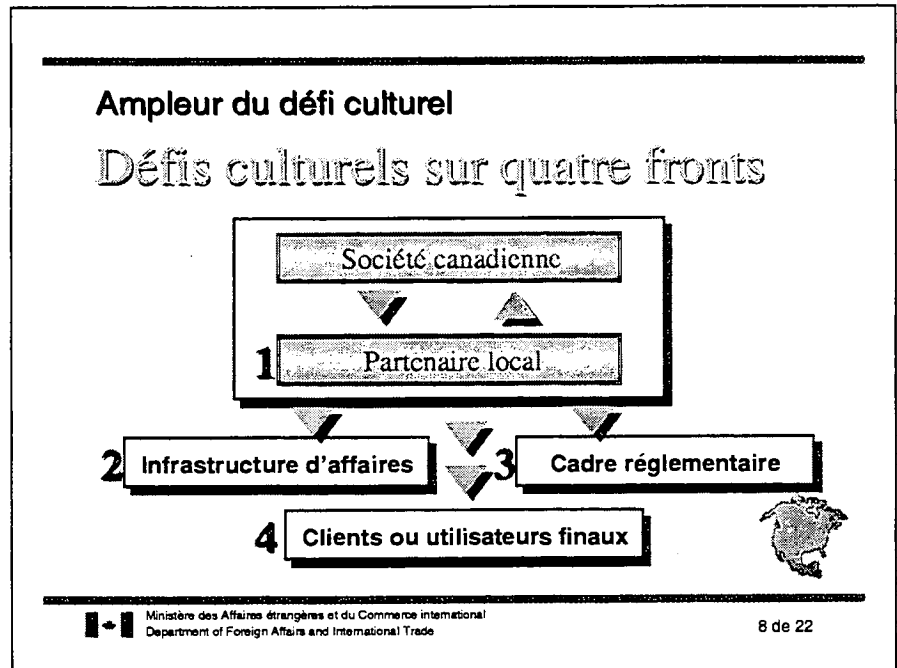 Ampleur du défi culturel
Défis culturels sur quatre fronts
Société canadienne
1 Partenaire local
2 Infrastructure d'affaires
3 Cadre réglementaire
4 Clients ou utilisateurs finaux
Ministère des Affaires étrangères et du Commerce international
Department of Foreign Affairs and International Trade
8 de 22